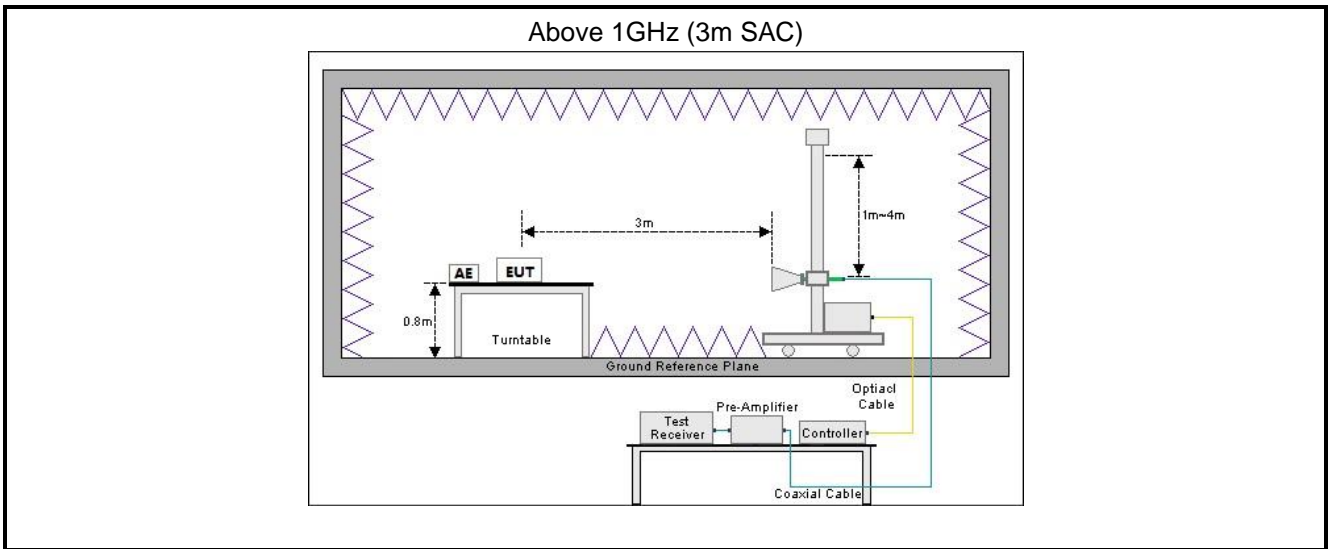 Above 1GHz (3m SAC)
3m
1m~4m
AE
EUT
0.8m
Turntable
Ground Reference Plane
Optiacl
Cable
Pre-Amplifier
Test
Receiver
Controller
Coaxial Cable